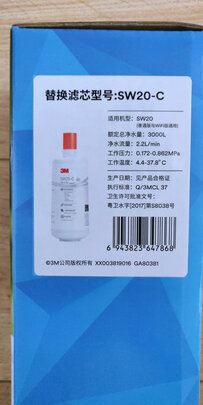 替换滤芯型号:SW20-C
适用机型: SW20
(普通版与WiFi版通用)
额定总净水量: 3000L
净水流量: 2.2L/min
工作压力: 0.172-0.862MPa
工作温度: 4.4-37.8°C
生产日期: 见产品合格证
执行标准: Q/3MCL 37
卫生许可批准文号:
粤卫水字[2017]第S8038号
3M
SW20-C
6 943823 647868
©3M公司版权所有 XX003819016 GA80381